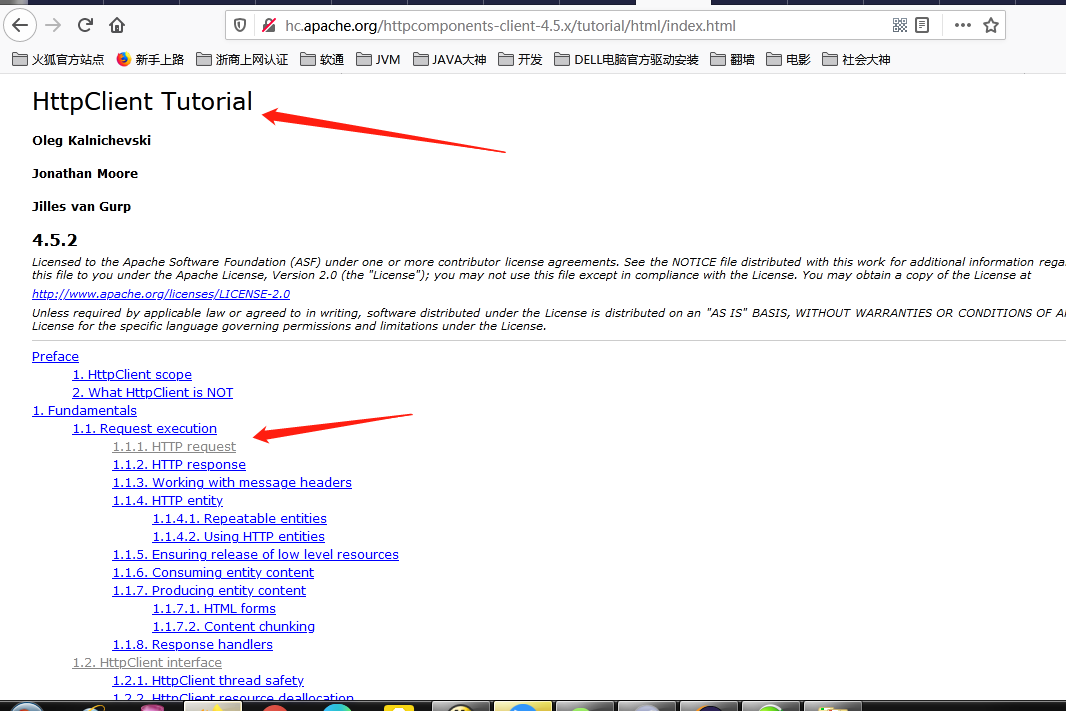 hc.apache.org/httpcomponents-client-4.5.x/tutorial/html/index.html
火狐官方站点 新手上路 浙商上网认证 软通 JVM JAVA大神 开发 DELL电脑官方驱动安装 翻墙 电影 社会大神
HttpClient Tutorial
Oleg Kalnichevski
Jonathan Moore
Jilles van Gurp
4.5.2
Licensed to the Apache Software Foundation (ASF) under one or more contributor license agreements. See the NOTICE file distributed with this work for additional information rega
this file to you under the Apache License, Version 2.0 (the "License"); you may not use this file except in compliance with the License. You may obtain a copy of the License at
http://www.apache.org/licenses/LICENSE-2.0
Unless required by applicable law or agreed to in writing, software distributed under the License is distributed on an "AS IS" BASIS, WITHOUT WARRANTIES OR CONDITIONS OF A
License for the specific language governing permissions and limitations under the License.
Preface
1. HttpClient scope
2. What HttpClient is NOT
1. Fundamentals
1.1. Request execution
1.1.1. HTTP request
1.1.2. HTTP response
1.1.3. Working with message headers
1.1.4. HTTP entity
1.1.4.1. Repeatable entities
1.1.4.2. Using HTTP entities
1.1.5. Ensuring release of low level resources
1.1.6. Consuming entity content
1.1.7. Producing entity content
1.1.7.1. HTML forms
1.1.7.2. Content chunking
1.1.8. Response handlers
1.2. HttpClient interface
1.2.1. HttpClient thread safety
1.2.2. HttpClient resource deallocation